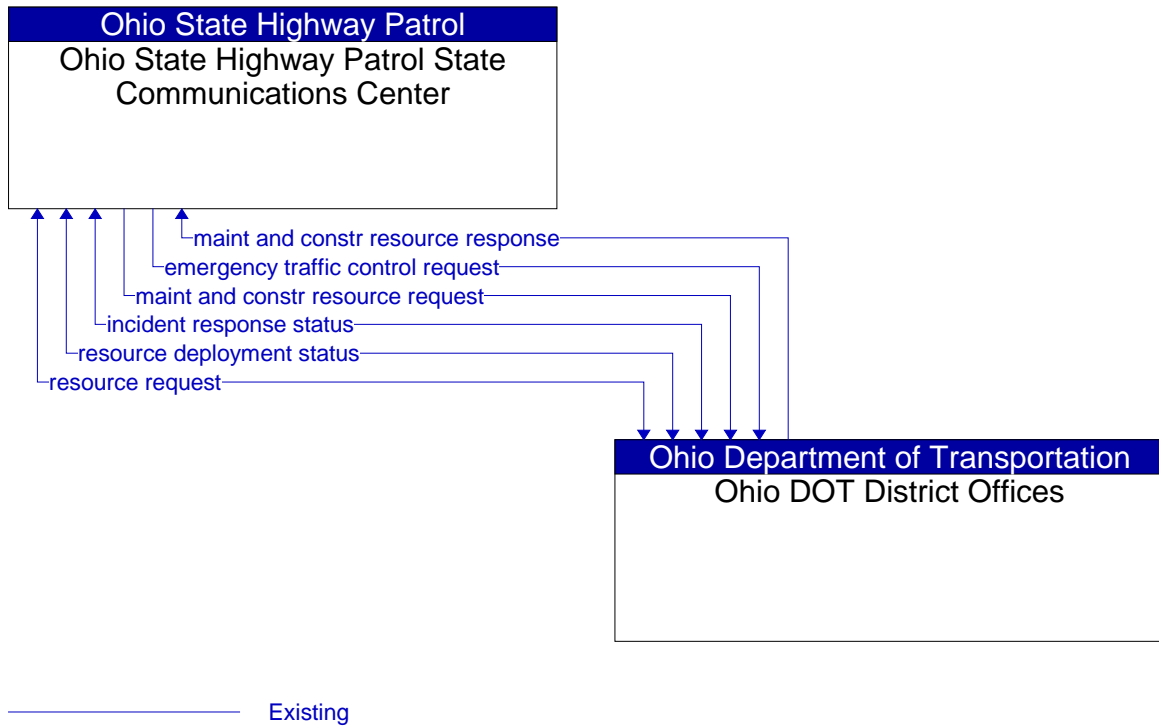 Ohio State Highway Patrol
Ohio State Highway Patrol State
Communications Center
maint and constr resource response
emergency traffic control request
maint and constr resource request
incident response status
resource deployment status
resource request
Ohio Department of Transportation
Ohio DOT District Offices
Existing